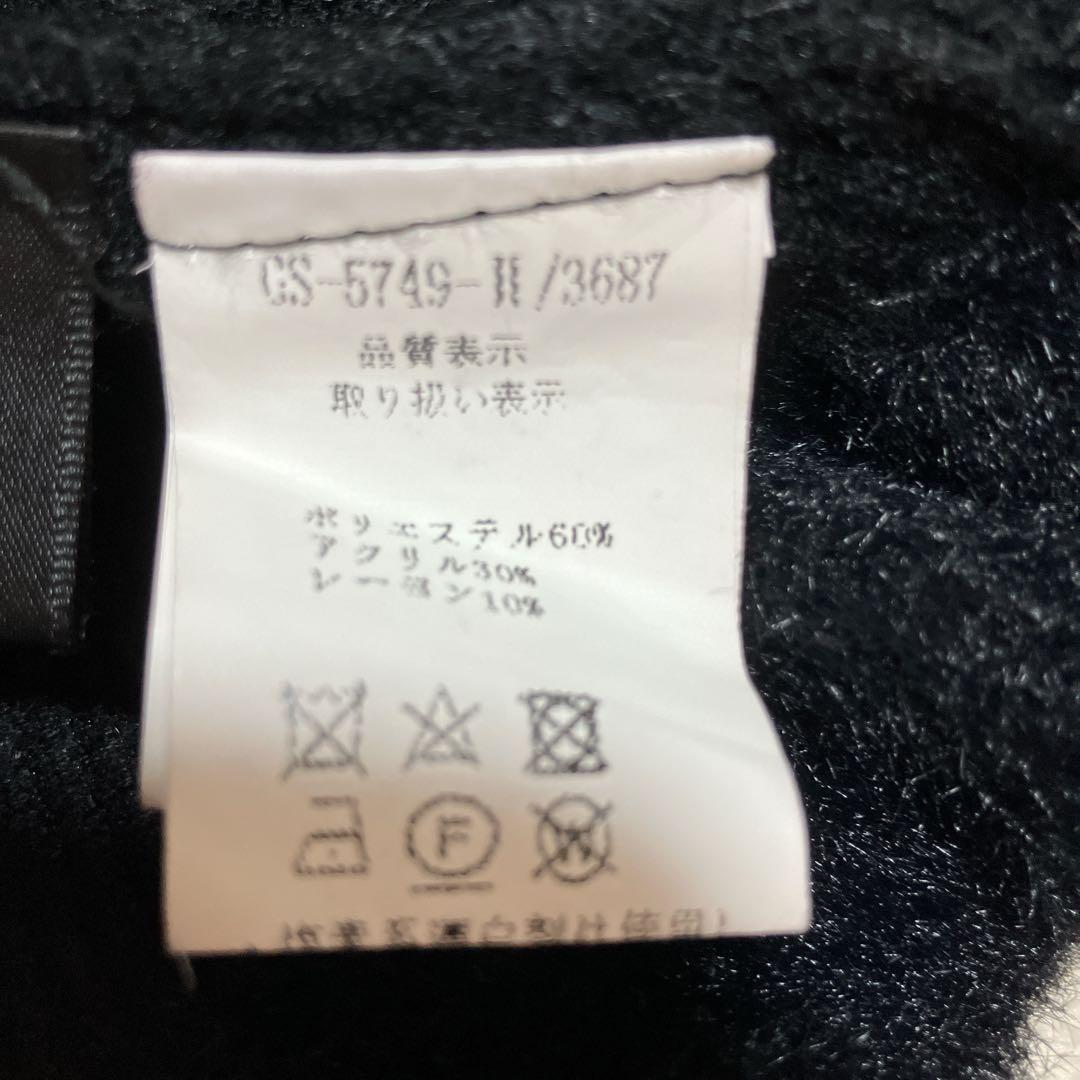 CS-5749-H/3687
品質表示
取り扱い表示
ポリエステル60%
アクリル30%
レーヨン10%
F
W